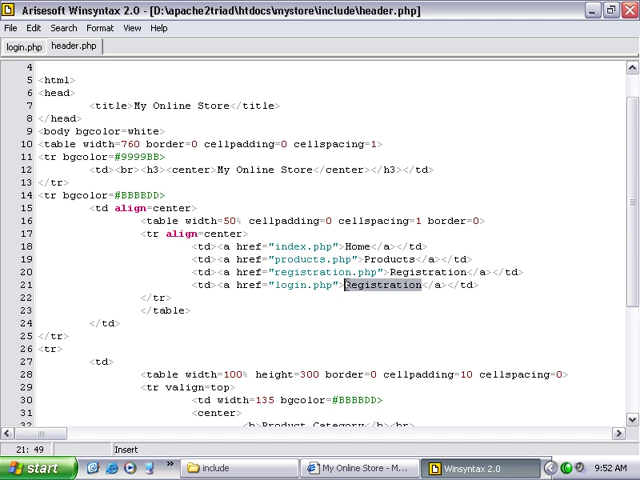 Arisesoft Winsyntax 2.0 - [D:\apache2triad\htdocs\mystore\include\header.php]
File Edit Search Format View Help
login.php header.php
4
5 <html>
6 <head>
7 <title>My Online Store</title>
8 </head>
9 <body bgcolor=white>
10 <table width=760 border=0 cellpadding=0 cellspacing=1>
11 <tr bgcolor=#9999BB>
12 <td><br><h3><center>My Online Store</center></h3></td>
13 </tr>
14 <tr bgcolor=#BBBBDD>
15 <td align=center>
16 <table width=50% cellpadding=0 cellspacing=1 border=0>
17 <tr align=center>
18 <td><a href="index.php">Home</a></td>
19 <td><a href="products.php">Products</a></td>
20 <td><a href="registration.php">Registration</a></td>
21 <td><a href="login.php">Registration</a></td>
22 </tr>
23 </table>
24 </td>
25 </tr>
26 <tr>
27 <td>
28 <table width=100% height=300 border=0 cellpadding=10 cellspacing=0>
29 <tr valign=top>
30 <td width=135 bgcolor=#BBBBDD>
31 <center>
32 <b>Product Category</b><br>
21: 49 Insert
start » include My Online Store - M... Winsyntax 2.0 9:52 AM